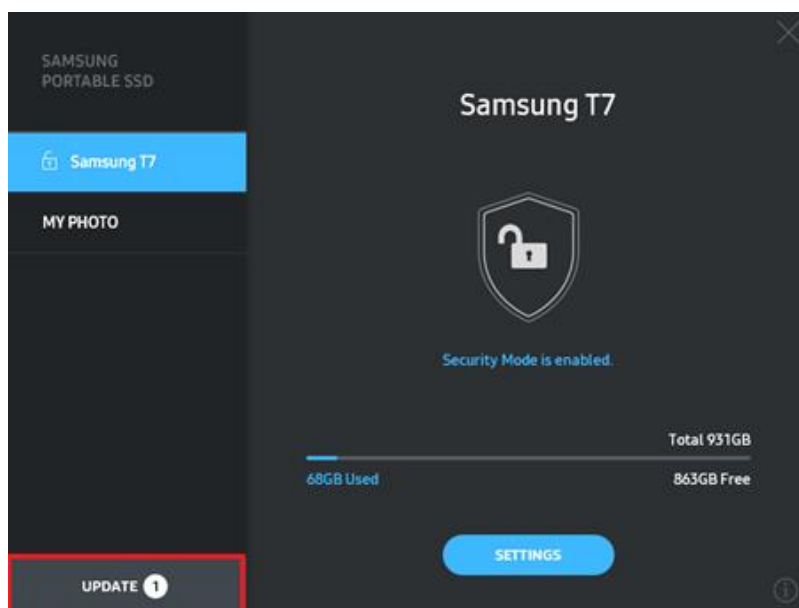 SAMSUNG
PORTABLE SSD
Samsung T7
MY PHOTO
UPDATE 1
Samsung T7
Security Mode is enabled.
Total 931GB
68GB Used
863GB Free
SETTINGS